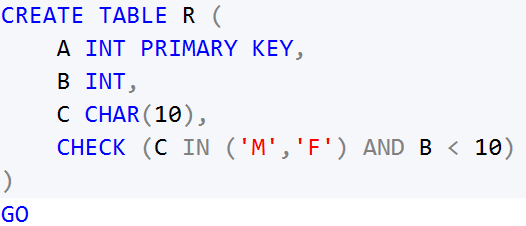 CREATE TABLE R (
    A INT PRIMARY KEY,
    B INT,
    C CHAR(10),
    CHECK (C IN ('M','F') AND B < 10)
)
GO